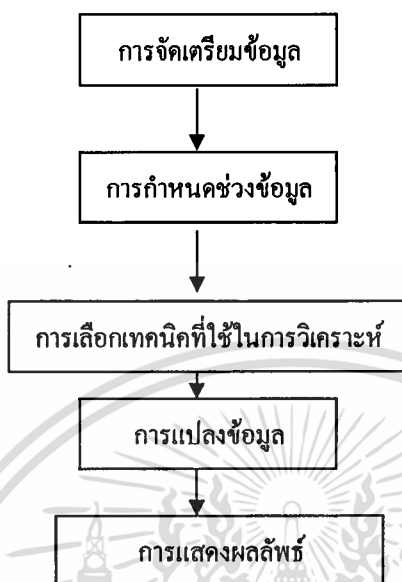 การจัดเตรียมข้อมูล
การกำหนดช่วงข้อมูล
การเลือกเทคนิคที่ใช้ในการวิเคราะห์
การแปลงข้อมูล
การแสดงผลลัพธ์